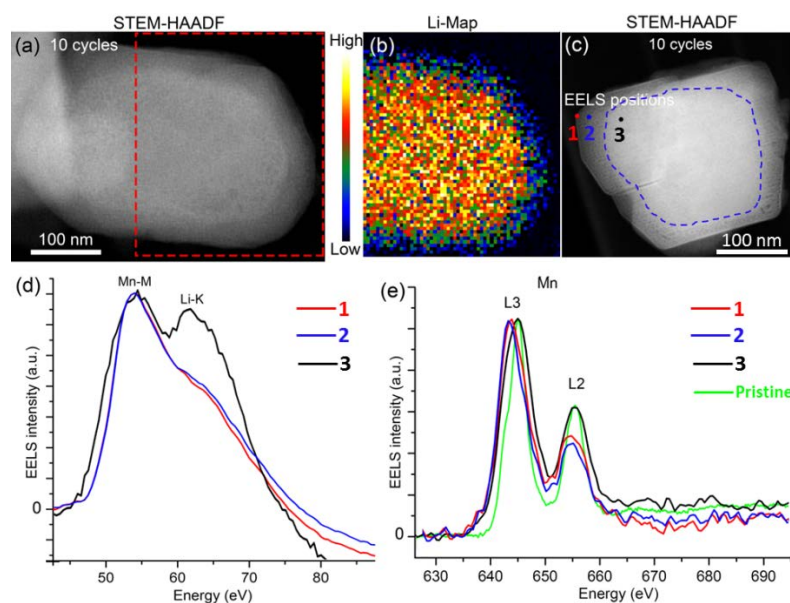 STEM-HAADF
Li-Map
STEM-HAADF
(a)
10 cycles
100 nm
High
Low
(b)
(c)
10 cycles
EELS positions
1
2
3
100 nm
(d)
Mn-M
Li-K
1
2
3
EELS intensity (a.u.)
0
50
60
70
80
Energy (eV)
(e)
Mn
L3
L2
1
2
3
Pristine
EELS intensity (a.u.)
0
630
640
650
660
670
680
690
Energy (eV)